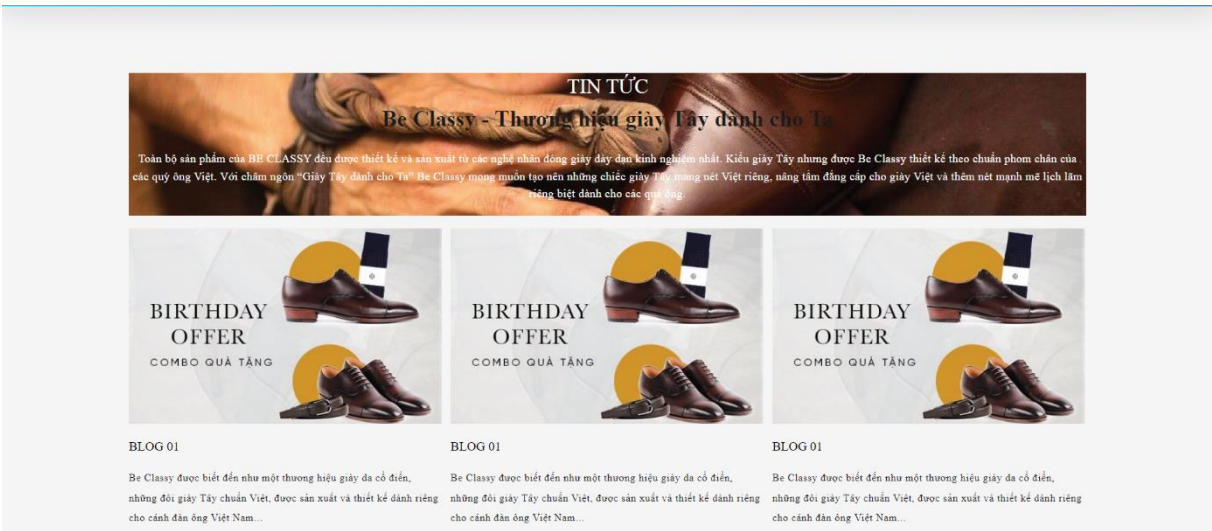 TIN TỨC
Be Classy - Thương hiệu giày Tây dành cho Ta
Toàn bộ sản phẩm của BE CLASSY đều được thiết kế và sản xuất từ các nghệ nhân đóng giày dày dạn kinh nghiệm nhất. Kiểu giày Tây nhưng được Be Classy thiết kế theo chuẩn phom chân của
các quý ông Việt. Với châm ngôn “Giày Tây dành cho Ta” Be Classy mong muốn tạo nên những chiếc giày Tây mang nét Việt riêng, nâng tầm đẳng cấp cho giày Việt và thêm nét mạnh mẽ lịch lãm
riêng biệt dành cho các quý ông.
BIRTHDAY
OFFER
COMBO QUÀ TẶNG
BIRTHDAY
OFFER
COMBO QUÀ TẶNG
BIRTHDAY
OFFER
COMBO QUÀ TẶNG
BLOG 01
Be Classy được biết đến như một thương hiệu giày da cổ điển,
những đôi giày Tây chuẩn Việt, được sản xuất và thiết kế dành riêng
cho cánh đàn ông Việt Nam...
BLOG 01
Be Classy được biết đến như một thương hiệu giày da cổ điển,
những đôi giày Tây chuẩn Việt, được sản xuất và thiết kế dành riêng
cho cánh đàn ông Việt Nam...
BLOG 01
Be Classy được biết đến như một thương hiệu giày da cổ điển,
những đôi giày Tây chuẩn Việt, được sản xuất và thiết kế dành riêng
cho cánh đàn ông Việt Nam...